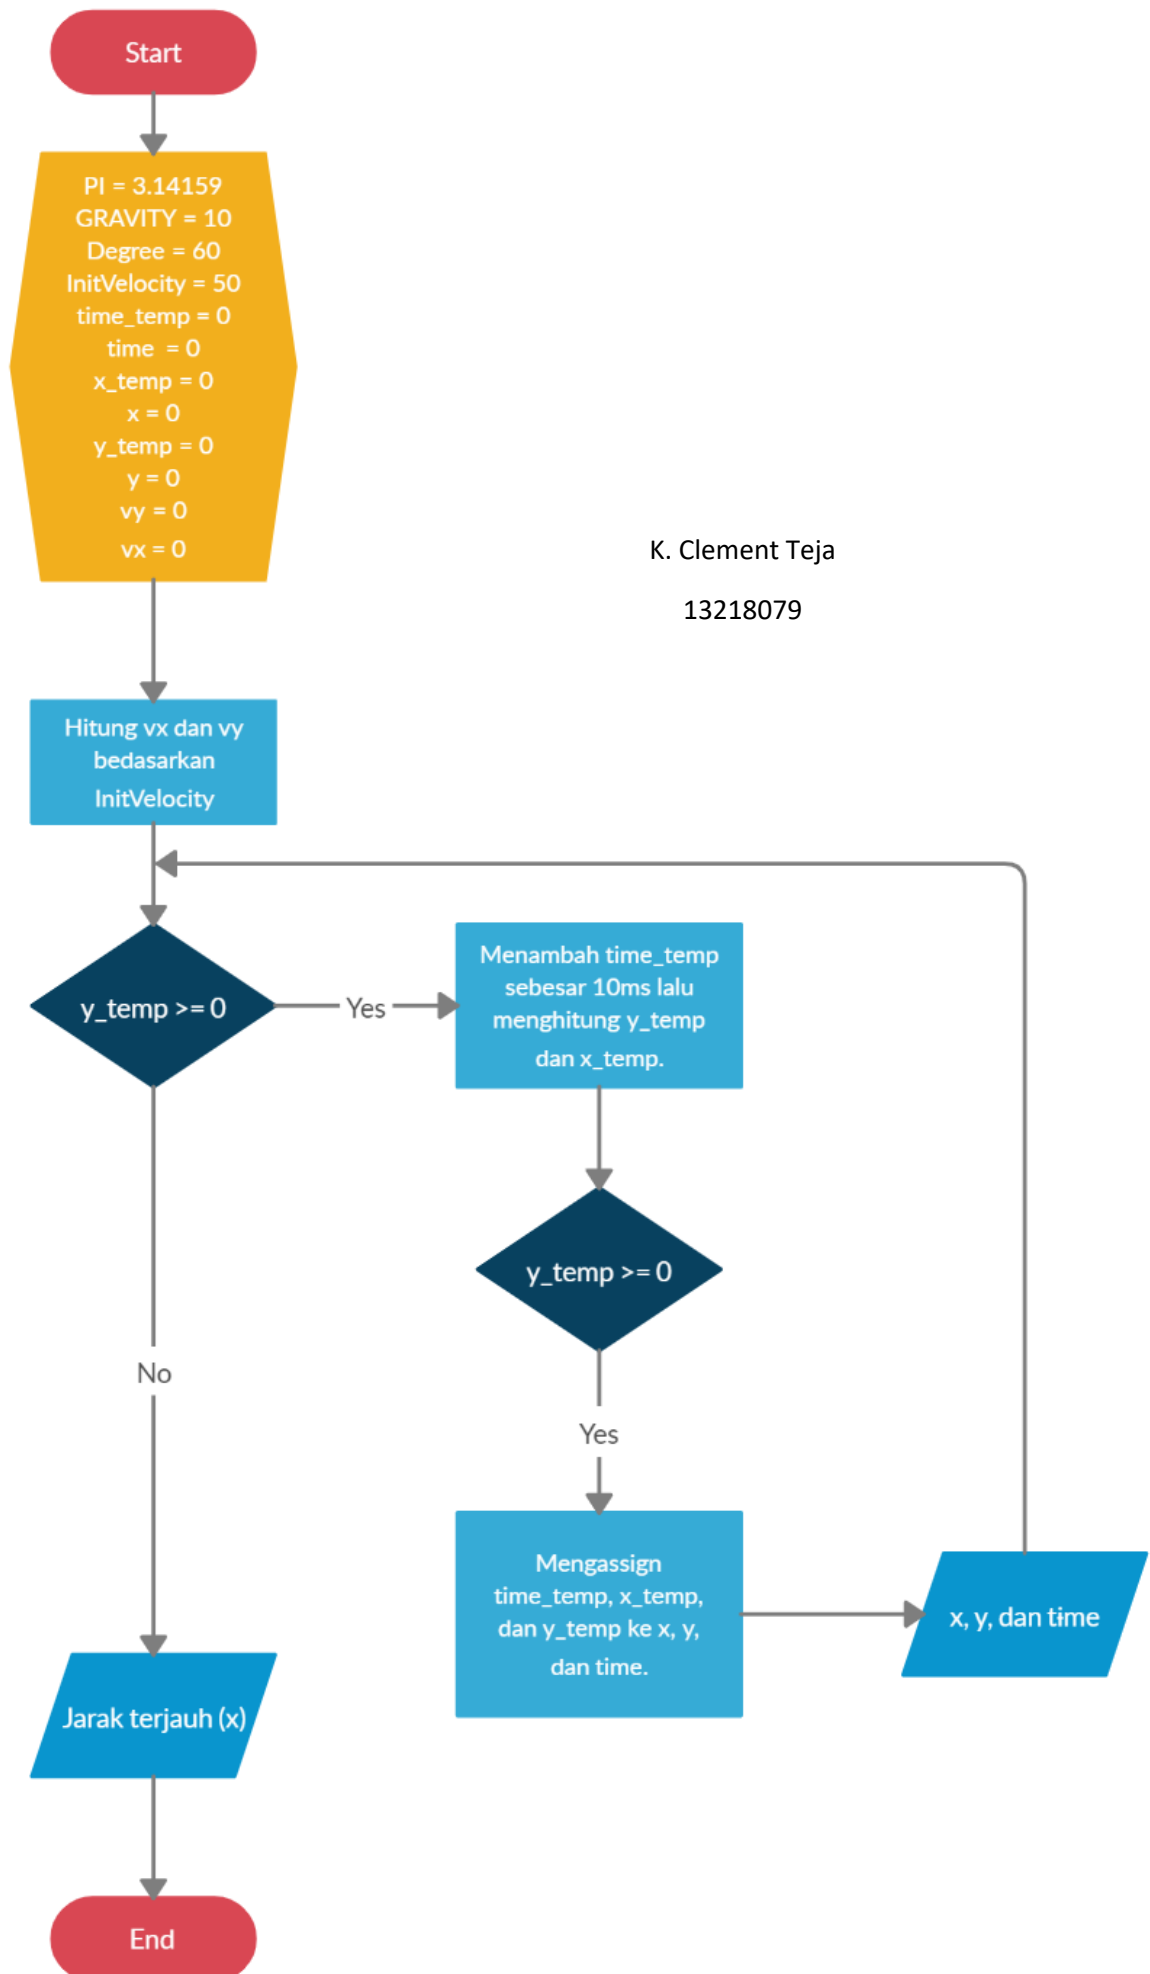 Start
PI = 3.14159
GRAVITY = 10
Degree = 60
InitVelocity = 50
time_temp = 0
time = 0
x_temp = 0
x = 0
y_temp = 0
y = 0
vy = 0
vx = 0
K. Clement Teja
13218079
Hitung vx dan vy
bedasarkan
InitVelocity
y_temp >= 0
Yes
Menambah time_temp
sebesar 10ms lalu
menghitung y_temp
dan x_temp.
y_temp >= 0
No
Yes
Mengassign
time_temp, x_temp,
dan y_temp ke x, y,
dan time.
x, y, dan time
Jarak terjauh (x)
End